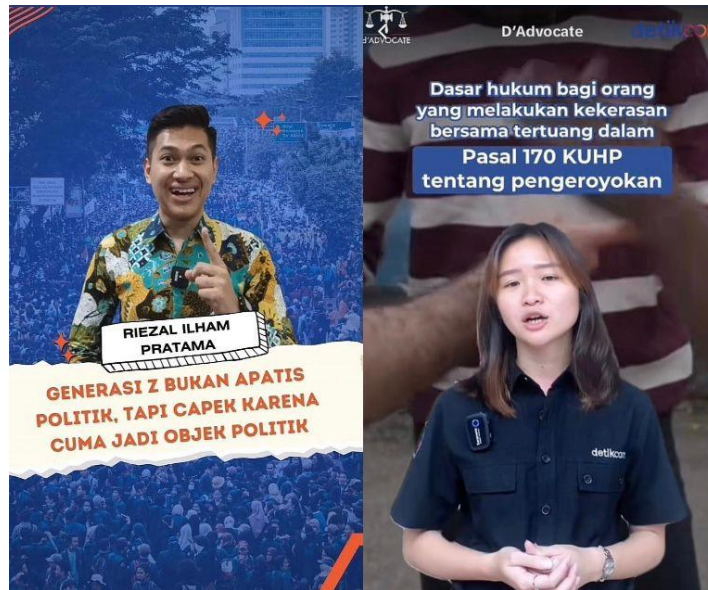 RIEZAL ILHAM
PRATAMA
GENERASI Z BUKAN APATIS
POLITIK, TAPI CAPEK KARENA
CUMA JADI OBJEK POLITIK
D'ADVOCATE
D'Advocate
detikcom
Dasar hukum bagi orang
yang melakukan kekerasan
bersama tertuang dalam
Pasal 170 KUHP
tentang pengeroyokan
detikcom